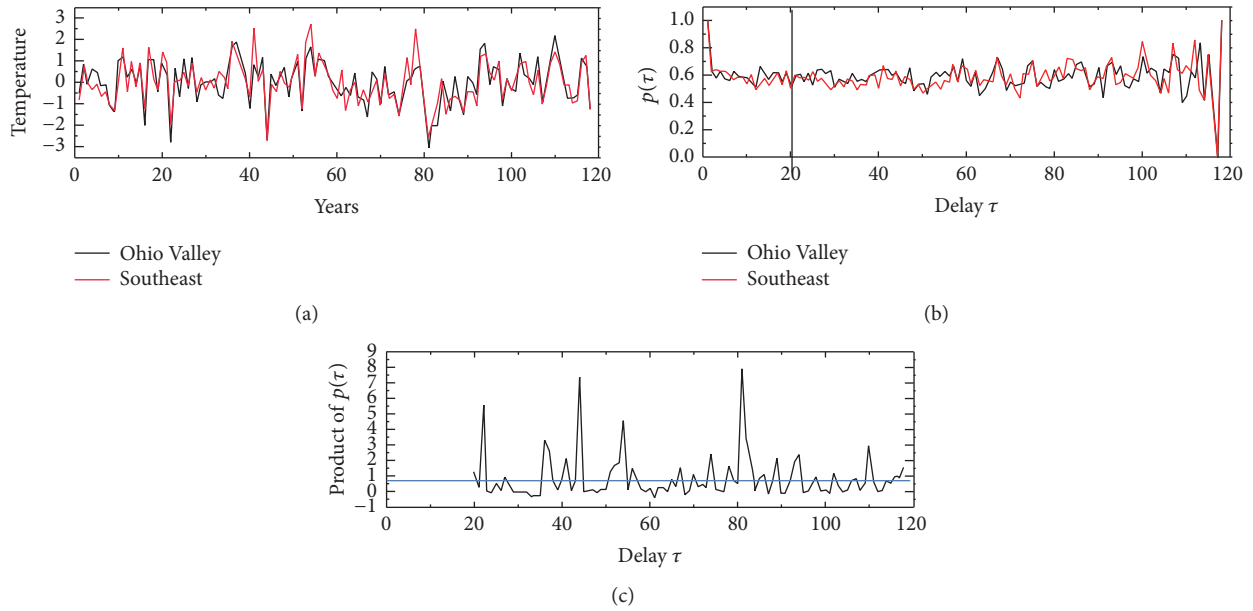 3
2
1
0
−1
−2
−3
Temperature
0 20 40 60 80 100 120
Years
Ohio Valley
Southeast
(a)
1.0
0.8
0.6
0.4
0.2
0.0
p(τ)
0 20 40 60 80 100 120
Delay τ
Ohio Valley
Southeast
(b)
9
8
7
6
5
4
3
2
1
0
−1
Product of p(τ)
0 20 40 60 80 100 120
Delay τ
(c)